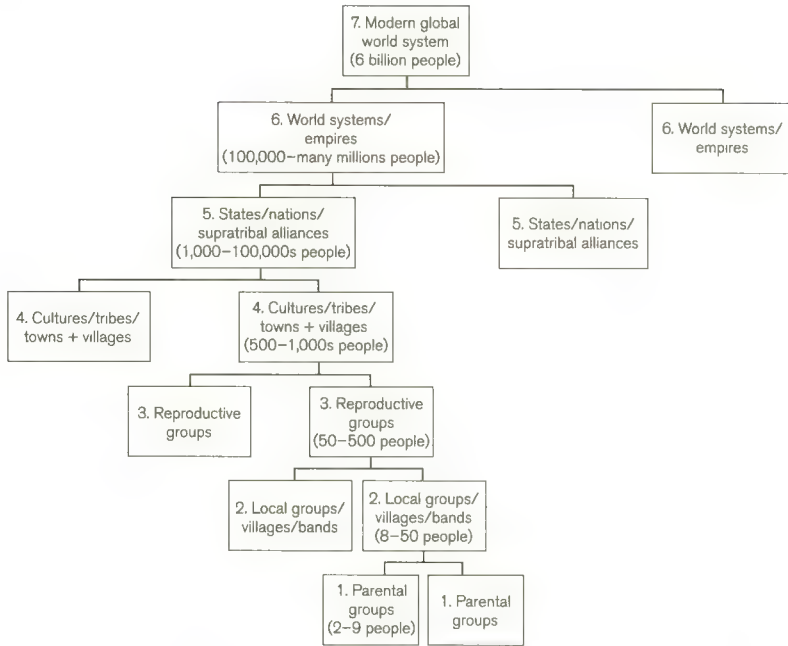 7. Modern global
world system
(6 billion people)
6. World systems/
empires
(100,000–many millions people)
6. World systems/
empires
5. States/nations/
supratribal alliances
(1,000–100,000s people)
5. States/nations/
supratribal alliances
4. Cultures/tribes/
towns + villages
4. Cultures/tribes/
towns + villages
(500–1,000s people)
3. Reproductive
groups
3. Reproductive
groups
(50–500 people)
2. Local groups/
villages/bands
2. Local groups/
villages/bands
(8–50 people)
1. Parental
groups
(2–9 people)
1. Parental
groups